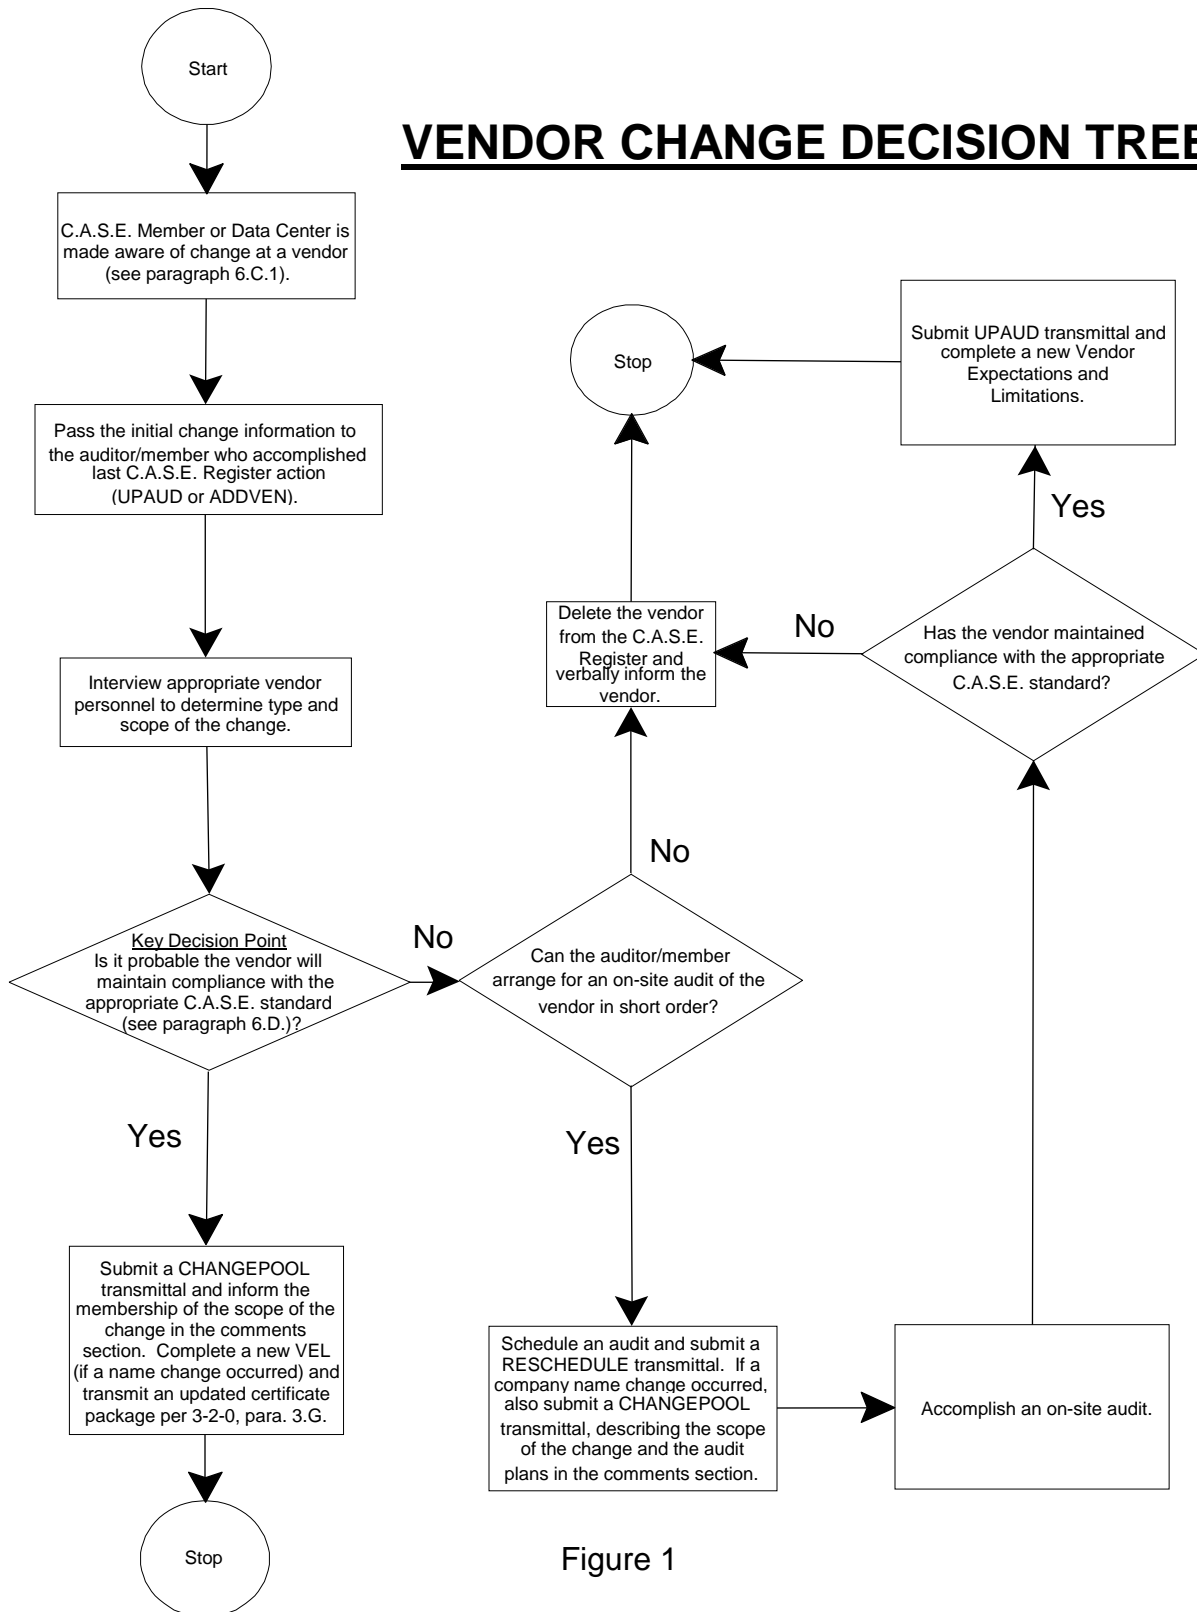 Start
VENDOR CHANGE DECISION TREE
C.A.S.E. Member or Data Center is
made aware of change at a vendor
(see paragraph 6.C.1).
Pass the initial change information to
the auditor/member who accomplished
last C.A.S.E. Register action
(UPAUD or ADDVEN).
Interview appropriate vendor
personnel to determine type and
scope of the change.
Key Decision Point
Is it probable the vendor will
maintain compliance with the
appropriate C.A.S.E. standard
(see paragraph 6.D.)?
No
Yes
Submit a CHANGEPOOL
transmittal and inform the
membership of the scope of the
change in the comments
section.  Complete a new VEL
(if a name change occurred) and
transmit an updated certificate
package per 3-2-0, para. 3.G.
Stop
Can the auditor/member
arrange for an on-site audit of the
vendor in short order?
No
Yes
Delete the vendor
from the C.A.S.E.
Register and
verbally inform the
vendor.
Stop
Schedule an audit and submit a
RESCHEDULE transmittal.  If a
company name change occurred,
also submit a CHANGEPOOL
transmittal, describing the scope
of the change and the audit
plans in the comments section.
Accomplish an on-site audit.
Has the vendor maintained
compliance with the appropriate
C.A.S.E. standard?
No
Yes
Submit UPAUD transmittal and
complete a new Vendor
Expectations and
Limitations.
Figure 1